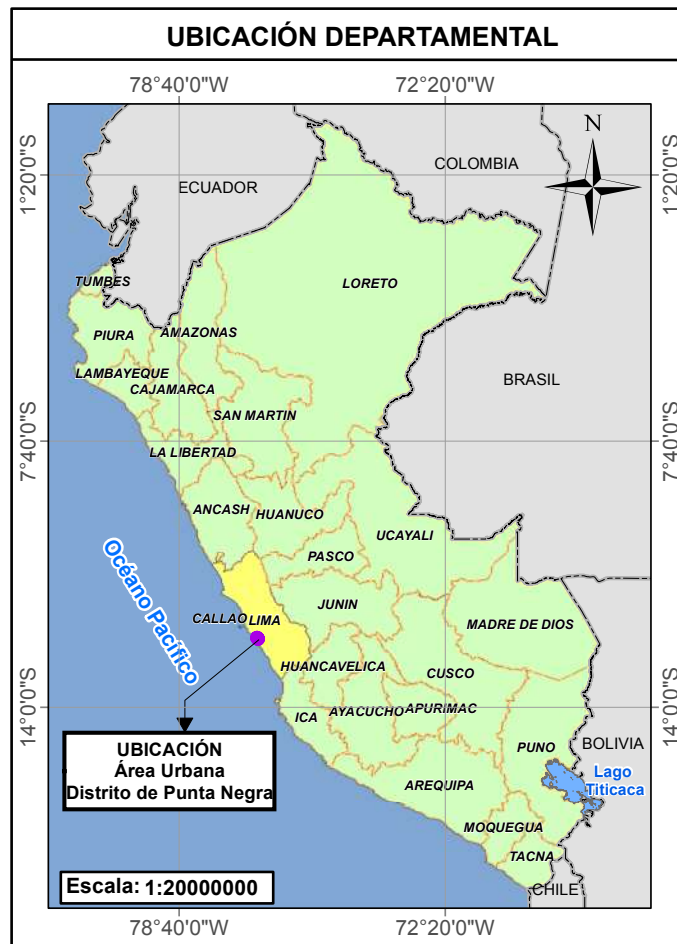 UBICACIÓN DEPARTAMENTAL
78°40'0"W
72°20'0"W
N
COLOMBIA
1°20'0"S
1°20'0"S
ECUADOR
TUMBES
LORETO
PIURA
AMAZONAS
LAMBAYEQUE
CAJAMARCA
BRASIL
SAN MARTIN
7°40'0"S
7°40'0"S
LA LIBERTAD
ANCASH
HUANUCO
UCAYALI
PASCO
Océano Pacífico
JUNIN
CALLAO
LIMA
MADRE DE DIOS
HUANCAVELICA
CUSCO
14°0'0"S
14°0'0"S
ICA
AYACUCHO
APURIMAC
PUNO
BOLIVIA
UBICACIÓN
Área Urbana
Distrito de Punta Negra
Lago
Titicaca
AREQUIPA
MOQUEGUA
TACNA
Escala: 1:20000000
CHILE
78°40'0"W
72°20'0"W